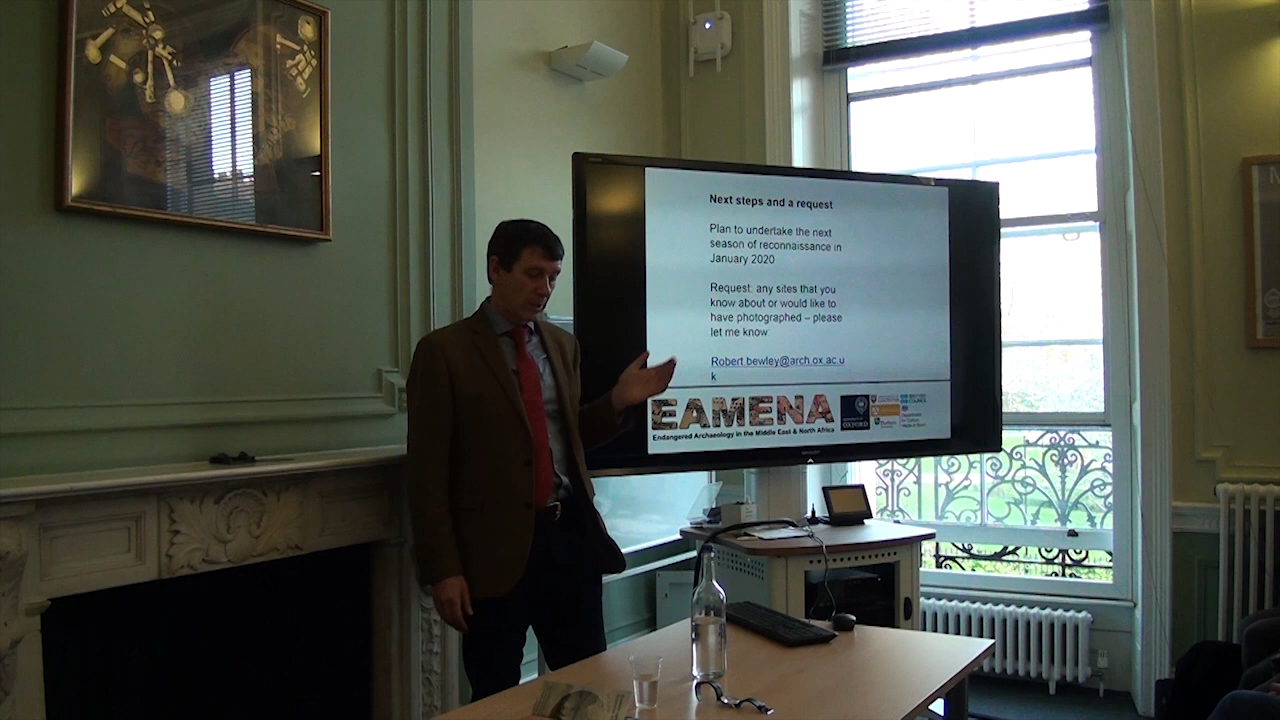 Next steps and a request
Plan to undertake the next
season of reconnaissance in
January 2020
Request: any sites that you
know about or would like to
have photographed – please
let me know
Robert.bewley@arch.ox.ac.u
k
EAMENA
Endangered Archaeology in the Middle East & North Africa
OXFORD